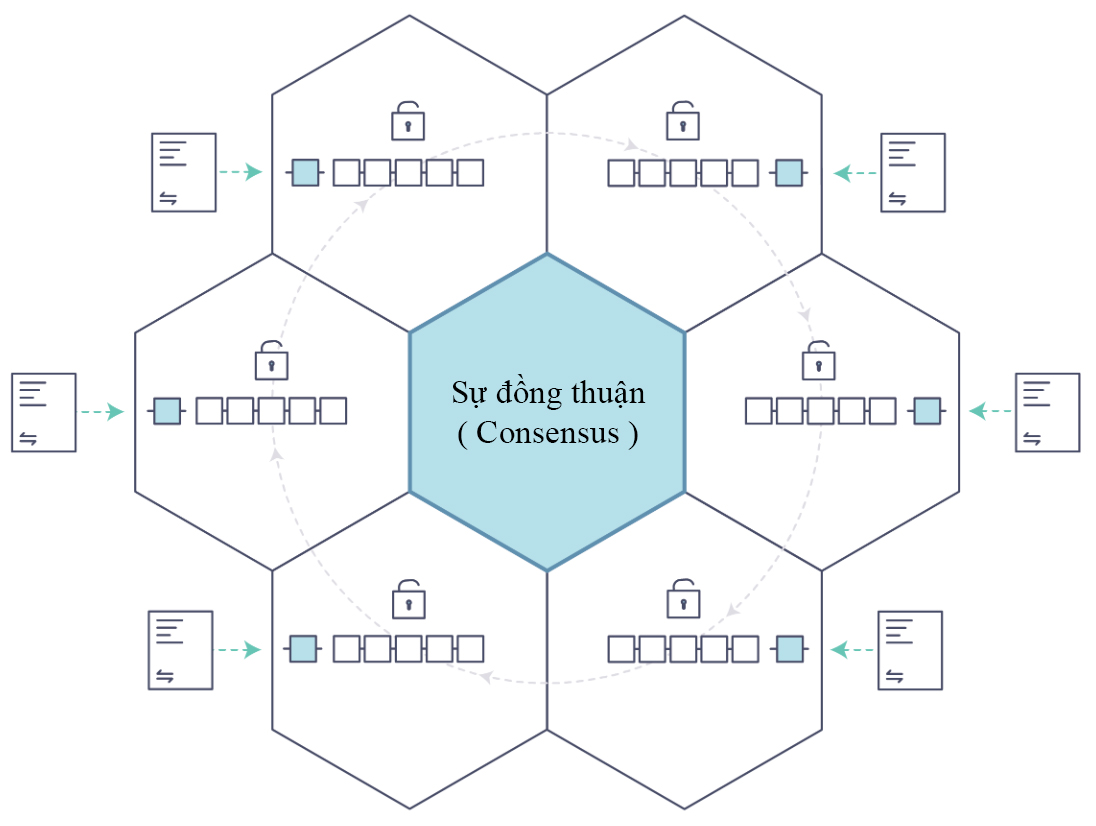 Sự đồng thuận
( Consensus )